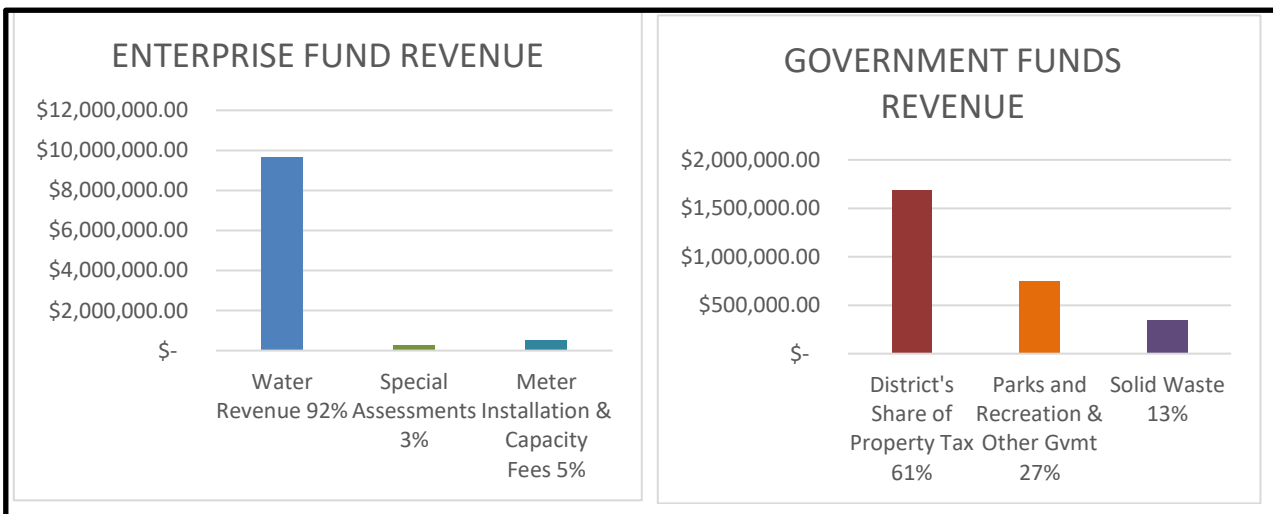 ENTERPRISE FUND REVENUE
$12,000,000.00
$10,000,000.00
$8,000,000.00
$6,000,000.00
$4,000,000.00
$2,000,000.00
$-
Water
Revenue 92%
Special
Assessments
3%
Meter
Installation &
Capacity
Fees 5%
GOVERNMENT FUNDS
REVENUE
$2,000,000.00
$1,500,000.00
$1,000,000.00
$500,000.00
$-
District's
Share of
Property Tax
61%
Parks and
Recreation &
Other Gvmt
27%
Solid Waste
13%